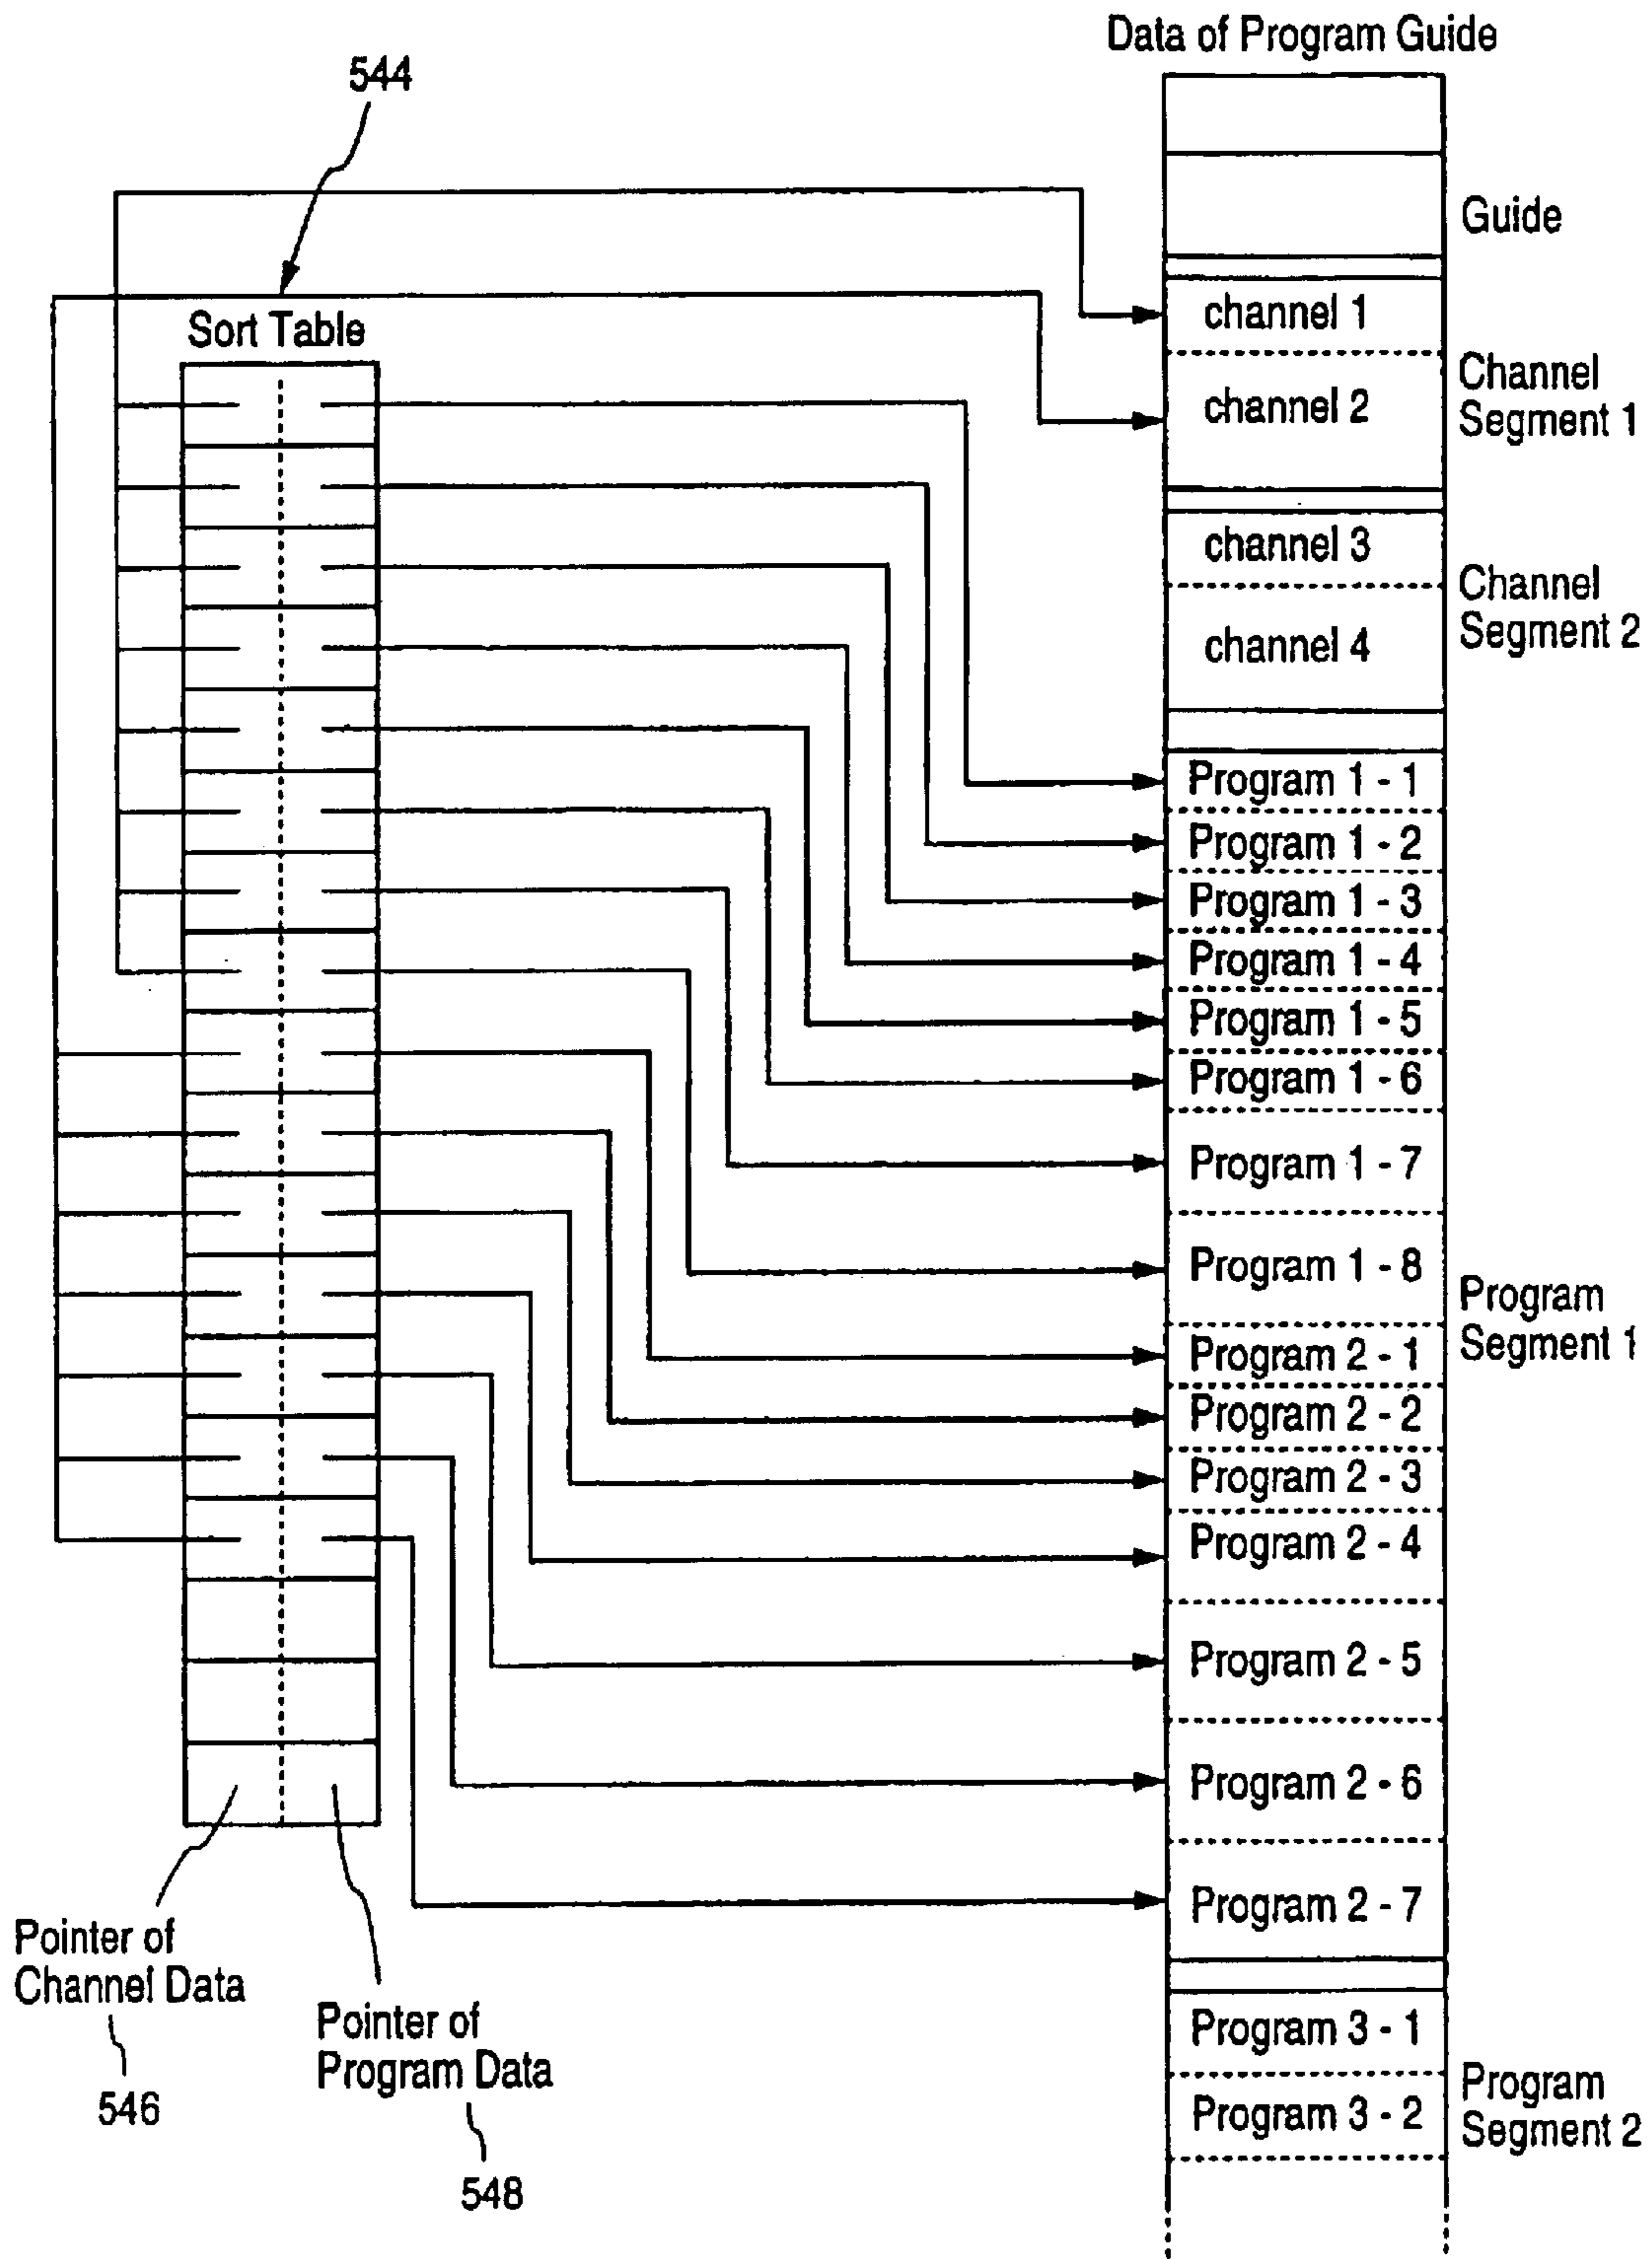 Data of Program Guide
544
Guide
Sort Table
channel 1
channel 2
Channel
Segment 1
channel 3
channel 4
Channel
Segment 2
Program 1 - 1
Program 1 - 2
Program 1 - 3
Program 1 - 4
Program 1 - 5
Program 1 - 6
Program 1 - 7
Program 1 - 8
Program 2 - 1
Program 2 - 2
Program 2 - 3
Program 2 - 4
Program 2 - 5
Program 2 - 6
Program 2 - 7
Program
Segment 1
Program 3 - 1
Program 3 - 2
Program
Segment 2
Pointer of
Channel Data
546
Pointer of
Program Data
548